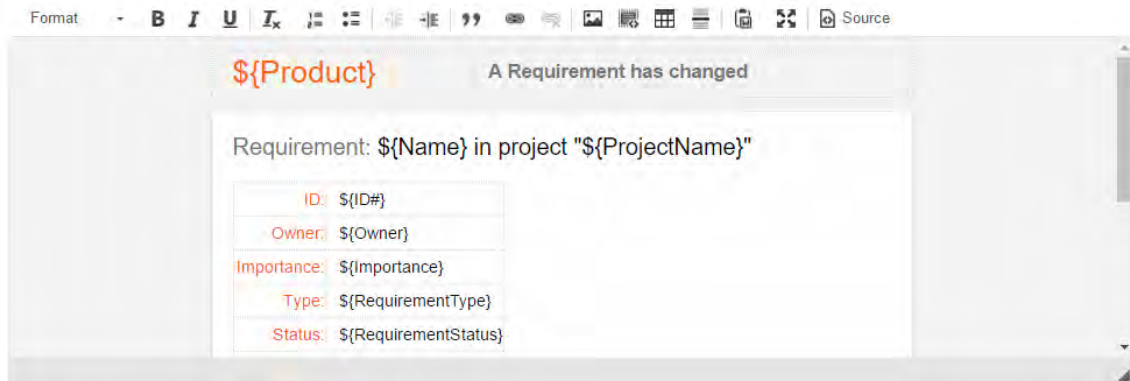 Format B I U Tx Source
${Product} A Requirement has changed
Requirement: ${Name} in project "${ProjectName}"
ID: ${ID#}
Owner: ${Owner}
Importance: ${Importance}
Type: ${RequirementType}
Status: ${RequirementStatus}